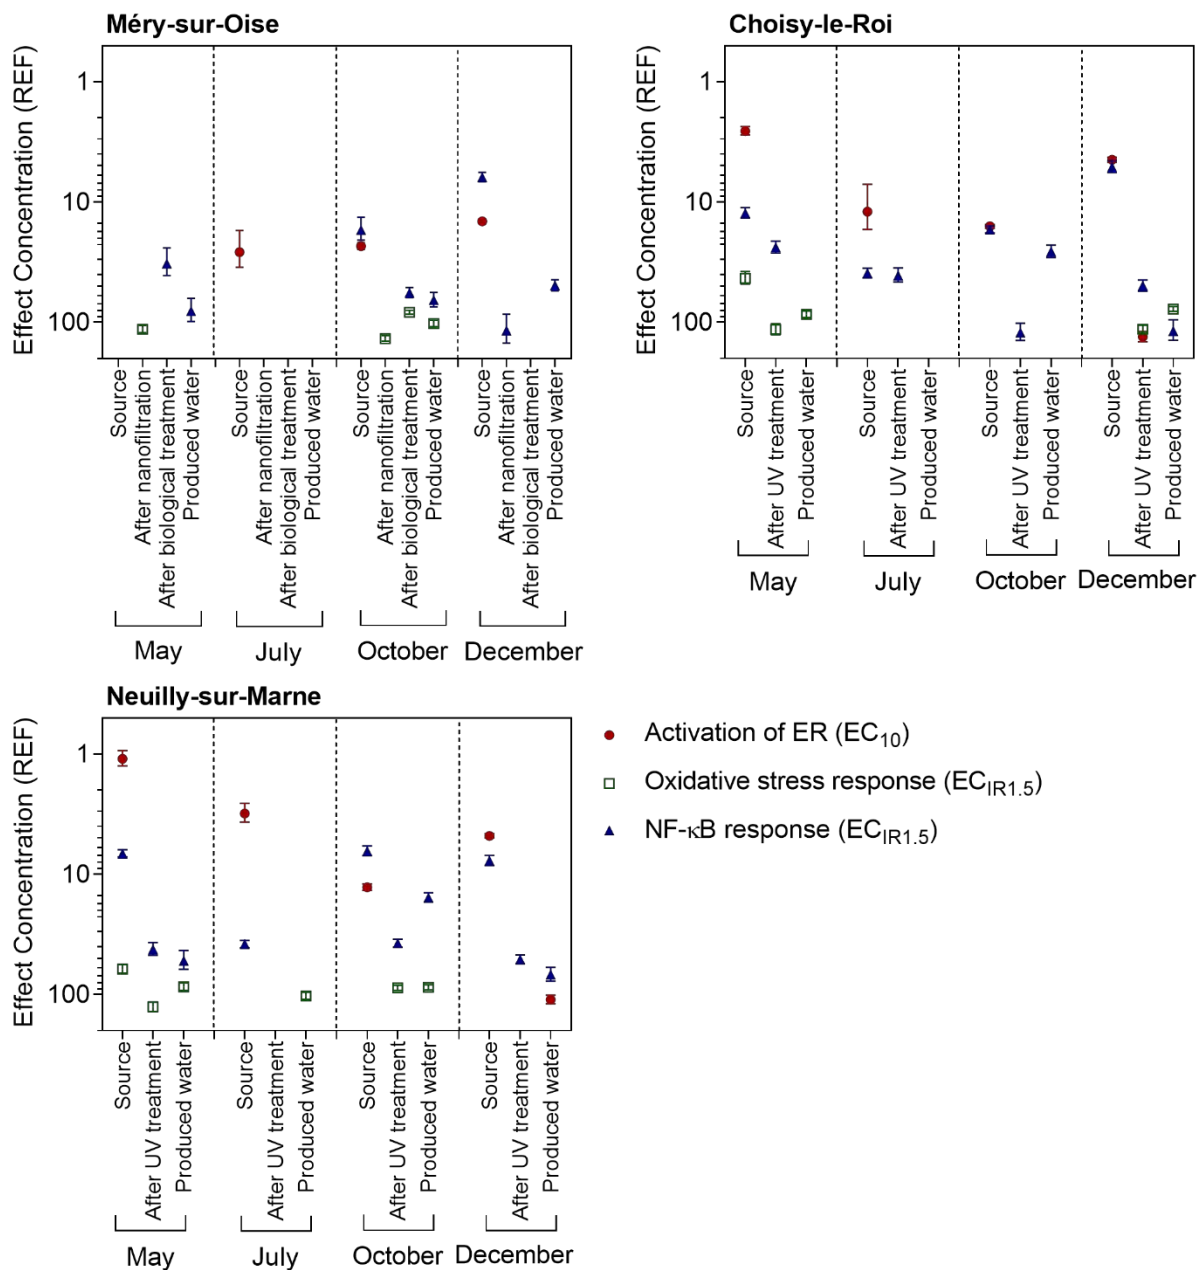 Méry-sur-Oise
Effect Concentration (REF)
1
10
100
Source
After nanofiltration
After biological treatment
Produced water
Source
After nanofiltration
After biological treatment
Produced water
Source
After nanofiltration
After biological treatment
Produced water
Source
After nanofiltration
After biological treatment
Produced water
May
July
October
December
Choisy-le-Roi
Effect Concentration (REF)
1
10
100
Source
After UV treatment
Produced water
Source
After UV treatment
Produced water
Source
After UV treatment
Produced water
Source
After UV treatment
Produced water
May
July
October
December
Neuilly-sur-Marne
Effect Concentration (REF)
1
10
100
Source
After UV treatment
Produced water
Source
After UV treatment
Produced water
Source
After UV treatment
Produced water
Source
After UV treatment
Produced water
May
July
October
December
Activation of ER (EC10)
Oxidative stress response (ECIR1.5)
NF-κB response (ECIR1.5)